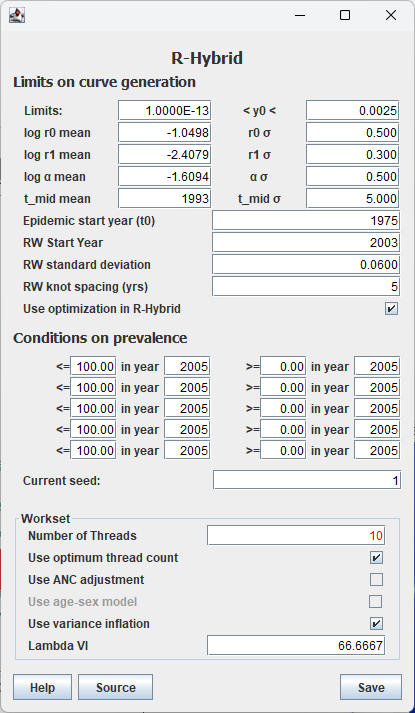 R-Hybrid
Limits on curve generation
Limits: 1.0000E-13 < y0 < 0.0025
log r0 mean -1.0498 r0 σ 0.500
log r1 mean -2.4079 r1 σ 0.300
log α mean -1.6094 α σ 0.500
t_mid mean 1993 t_mid σ 5.000
Epidemic start year (t0) 1975
RW Start Year 2003
RW standard deviation 0.0600
RW knot spacing (yrs) 5
Use optimization in R-Hybrid
Conditions on prevalence
<= 100.00 in year 2005 >= 0.00 in year 2005
<= 100.00 in year 2005 >= 0.00 in year 2005
<= 100.00 in year 2005 >= 0.00 in year 2005
<= 100.00 in year 2005 >= 0.00 in year 2005
<= 100.00 in year 2005 >= 0.00 in year 2005
Current seed: 1
Workset
Number of Threads 10
Use optimum thread count
Use ANC adjustment
Use age-sex model
Use variance inflation
Lambda VI 66.6667
Help Source Save